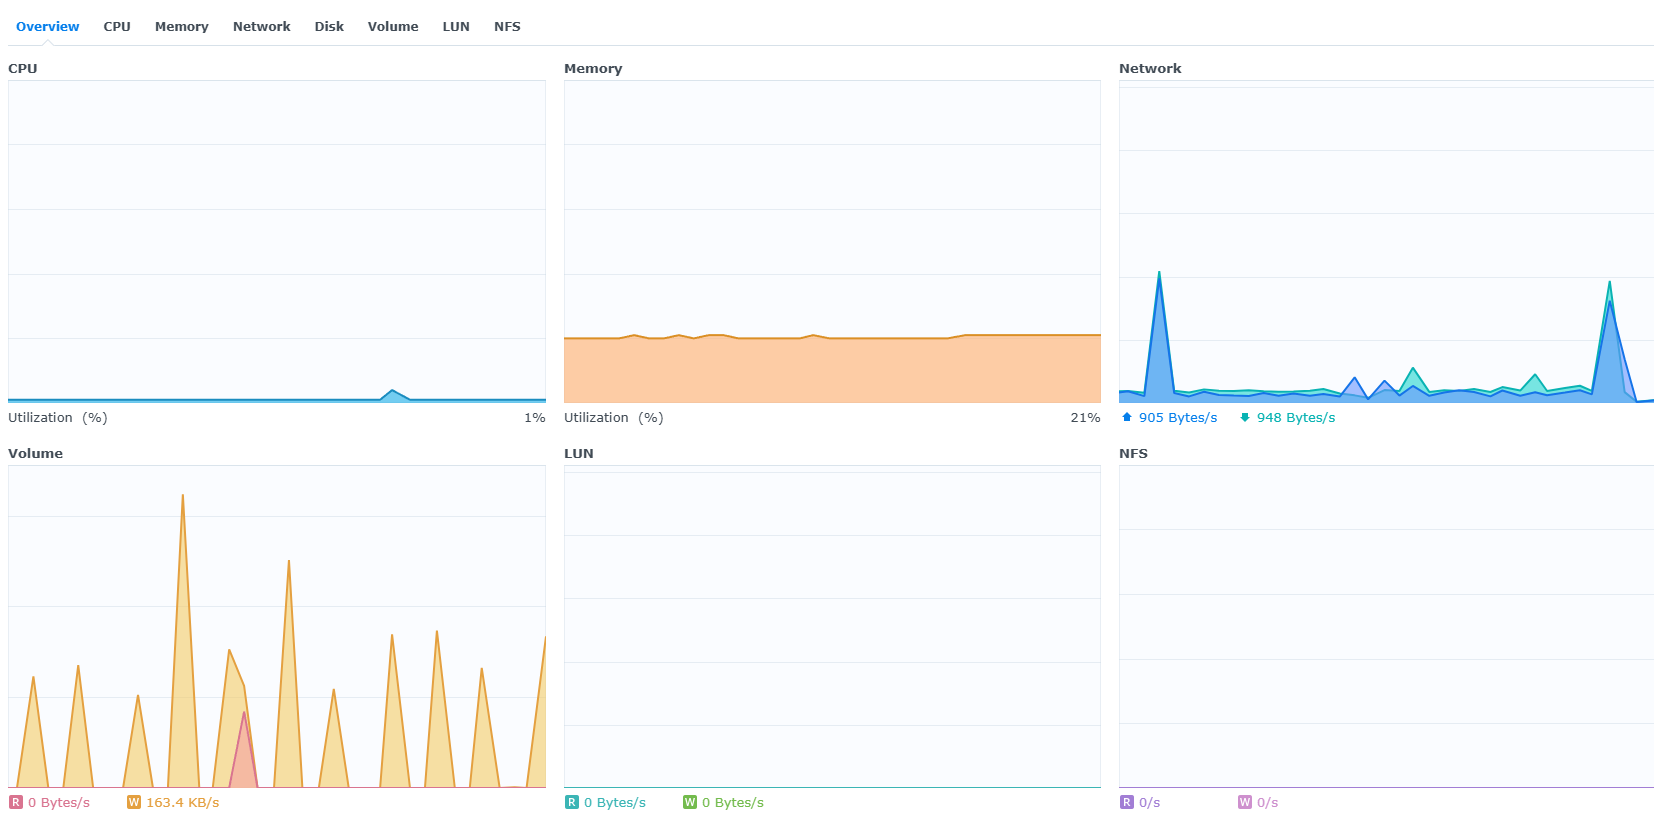 Overview CPU Memory Network Disk Volume LUN NFS
CPU
Utilization (%) 1%
Memory
Utilization (%) 21%
Network
905 Bytes/s 948 Bytes/s
Volume
R 0 Bytes/s W 163.4 KB/s
LUN
R 0 Bytes/s W 0 Bytes/s
NFS
R 0/s W 0/s